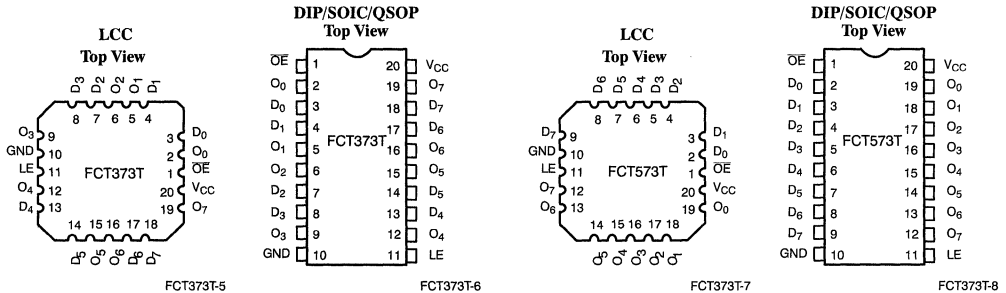 LCC
Top View
D3 D2 O2 O1 D1
8 7 6 5 4
O3 9
GND 10
LE 11
O4 12
D4 13
FCT373T
3 D0
2 O0
1 O̅E̅
20 VCC
19 O7
14 15 16 17 18
D5 O5 O6 D6 D7
FCT373T-5
DIP/SOIC/QSOP
Top View
O̅E̅ 1 20 VCC
O0 2 19 O7
D0 3 18 D7
D1 4 17 D6
O1 5 16 O6
FCT373T
O2 6 15 O5
D2 7 14 D5
D3 8 13 D4
O3 9 12 O4
GND 10 11 LE
FCT373T-6
LCC
Top View
D6 D5 D4 D3 D2
8 7 6 5 4
D7 9
GND 10
LE 11
O7 12
O6 13
FCT573T
3 D1
2 D0
1 O̅E̅
20 VCC
19 O0
14 15 16 17 18
O5 O4 O3 O2 O1
FCT373T-7
DIP/SOIC/QSOP
Top View
O̅E̅ 1 20 VCC
D0 2 19 O0
D1 3 18 O1
D2 4 17 O2
D3 5 16 O3
FCT573T
D4 6 15 O4
D5 7 14 O5
D6 8 13 O6
D7 9 12 O7
GND 10 11 LE
FCT373T-8